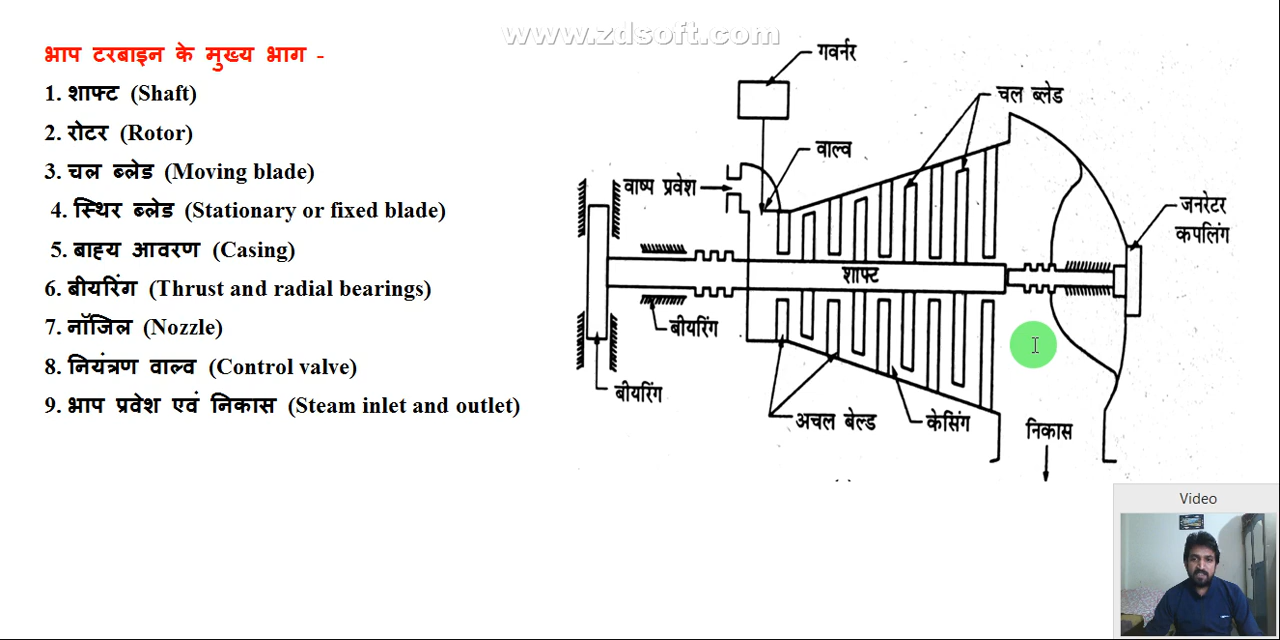 www.zdsoft.com
भाप टरबाइन के मुख्य भाग -
1. शाफ्ट (Shaft)
2. रोटर (Rotor)
3. चल ब्लेड (Moving blade)
4. स्थिर ब्लेड (Stationary or fixed blade)
5. बाह्य आवरण (Casing)
6. बीयरिंग (Thrust and radial bearings)
7. नॉजिल (Nozzle)
8. नियंत्रण वाल्व (Control valve)
9. भाप प्रवेश एवं निकास (Steam inlet and outlet)
गवर्नर
चल ब्लेड
वाल्व
वाष्प प्रवेश
जनरेटर
कपलिंग
शाफ्ट
बीयरिंग
बीयरिंग
अचल बेल्ड
केसिंग
निकास
Video